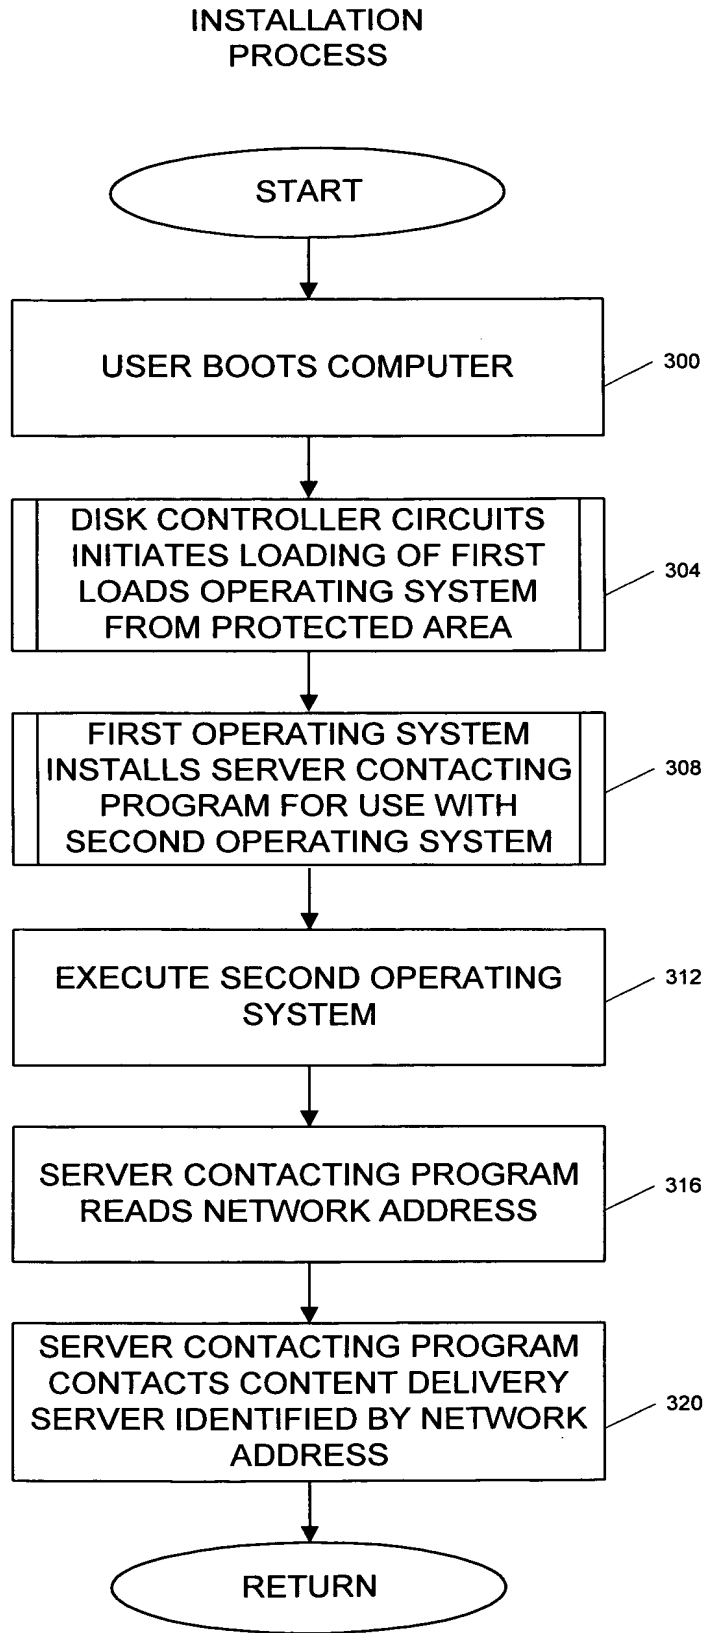 INSTALLATION
PROCESS
START
USER BOOTS COMPUTER
300
DISK CONTROLLER CIRCUITS
INITIATES LOADING OF FIRST
LOADS OPERATING SYSTEM
FROM PROTECTED AREA
304
FIRST OPERATING SYSTEM
INSTALLS SERVER CONTACTING
PROGRAM FOR USE WITH
SECOND OPERATING SYSTEM
308
EXECUTE SECOND OPERATING
SYSTEM
312
SERVER CONTACTING PROGRAM
READS NETWORK ADDRESS
316
SERVER CONTACTING PROGRAM
CONTACTS CONTENT DELIVERY
SERVER IDENTIFIED BY NETWORK
ADDRESS
320
RETURN